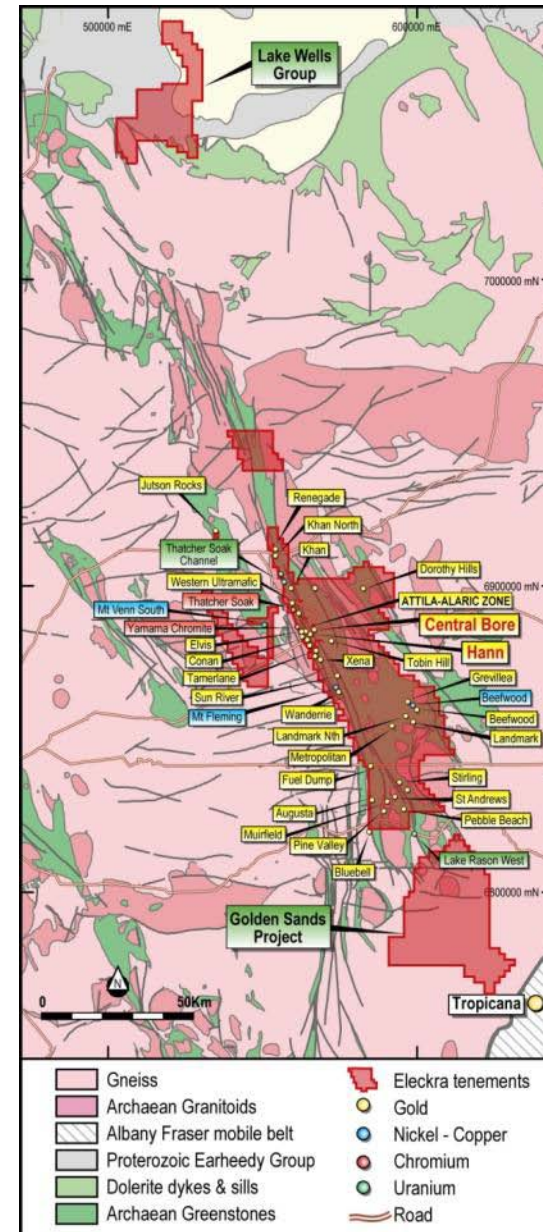 500000 mE
600000 mE
Lake Wells
Group
7000000 mN
Jutson Rocks
Renegade
Khan North
Thatcher Soak
Channel
Khan
Western Ultramafic
Dorothy Hills
6900000 mN
Thatcher Soak
ATTILA-ALARIC ZONE
Mt Venn South
Central Bore
Yamama Chromite
Elvis
Hann
Conan
Xena
Tobin Hill
Tamerlane
Grevillea
Sun River
Beefwood
Mt Fleming
Wanderrie
Beefwood
Landmark Nth
Landmark
Metropolitan
Fuel Dump
Stirling
Augusta
St Andrews
Muirfield
Pebble Beach
Pine Valley
Lake Rason West
Bluebell
6800000 mN
Golden Sands
Project
N
0
50Km
Tropicana
Gneiss
Archaean Granitoids
Albany Fraser mobile belt
Proterozoic Earheedy Group
Dolerite dykes & sills
Archaean Greenstones
Eleckra tenements
Gold
Nickel - Copper
Chromium
Uranium
Road